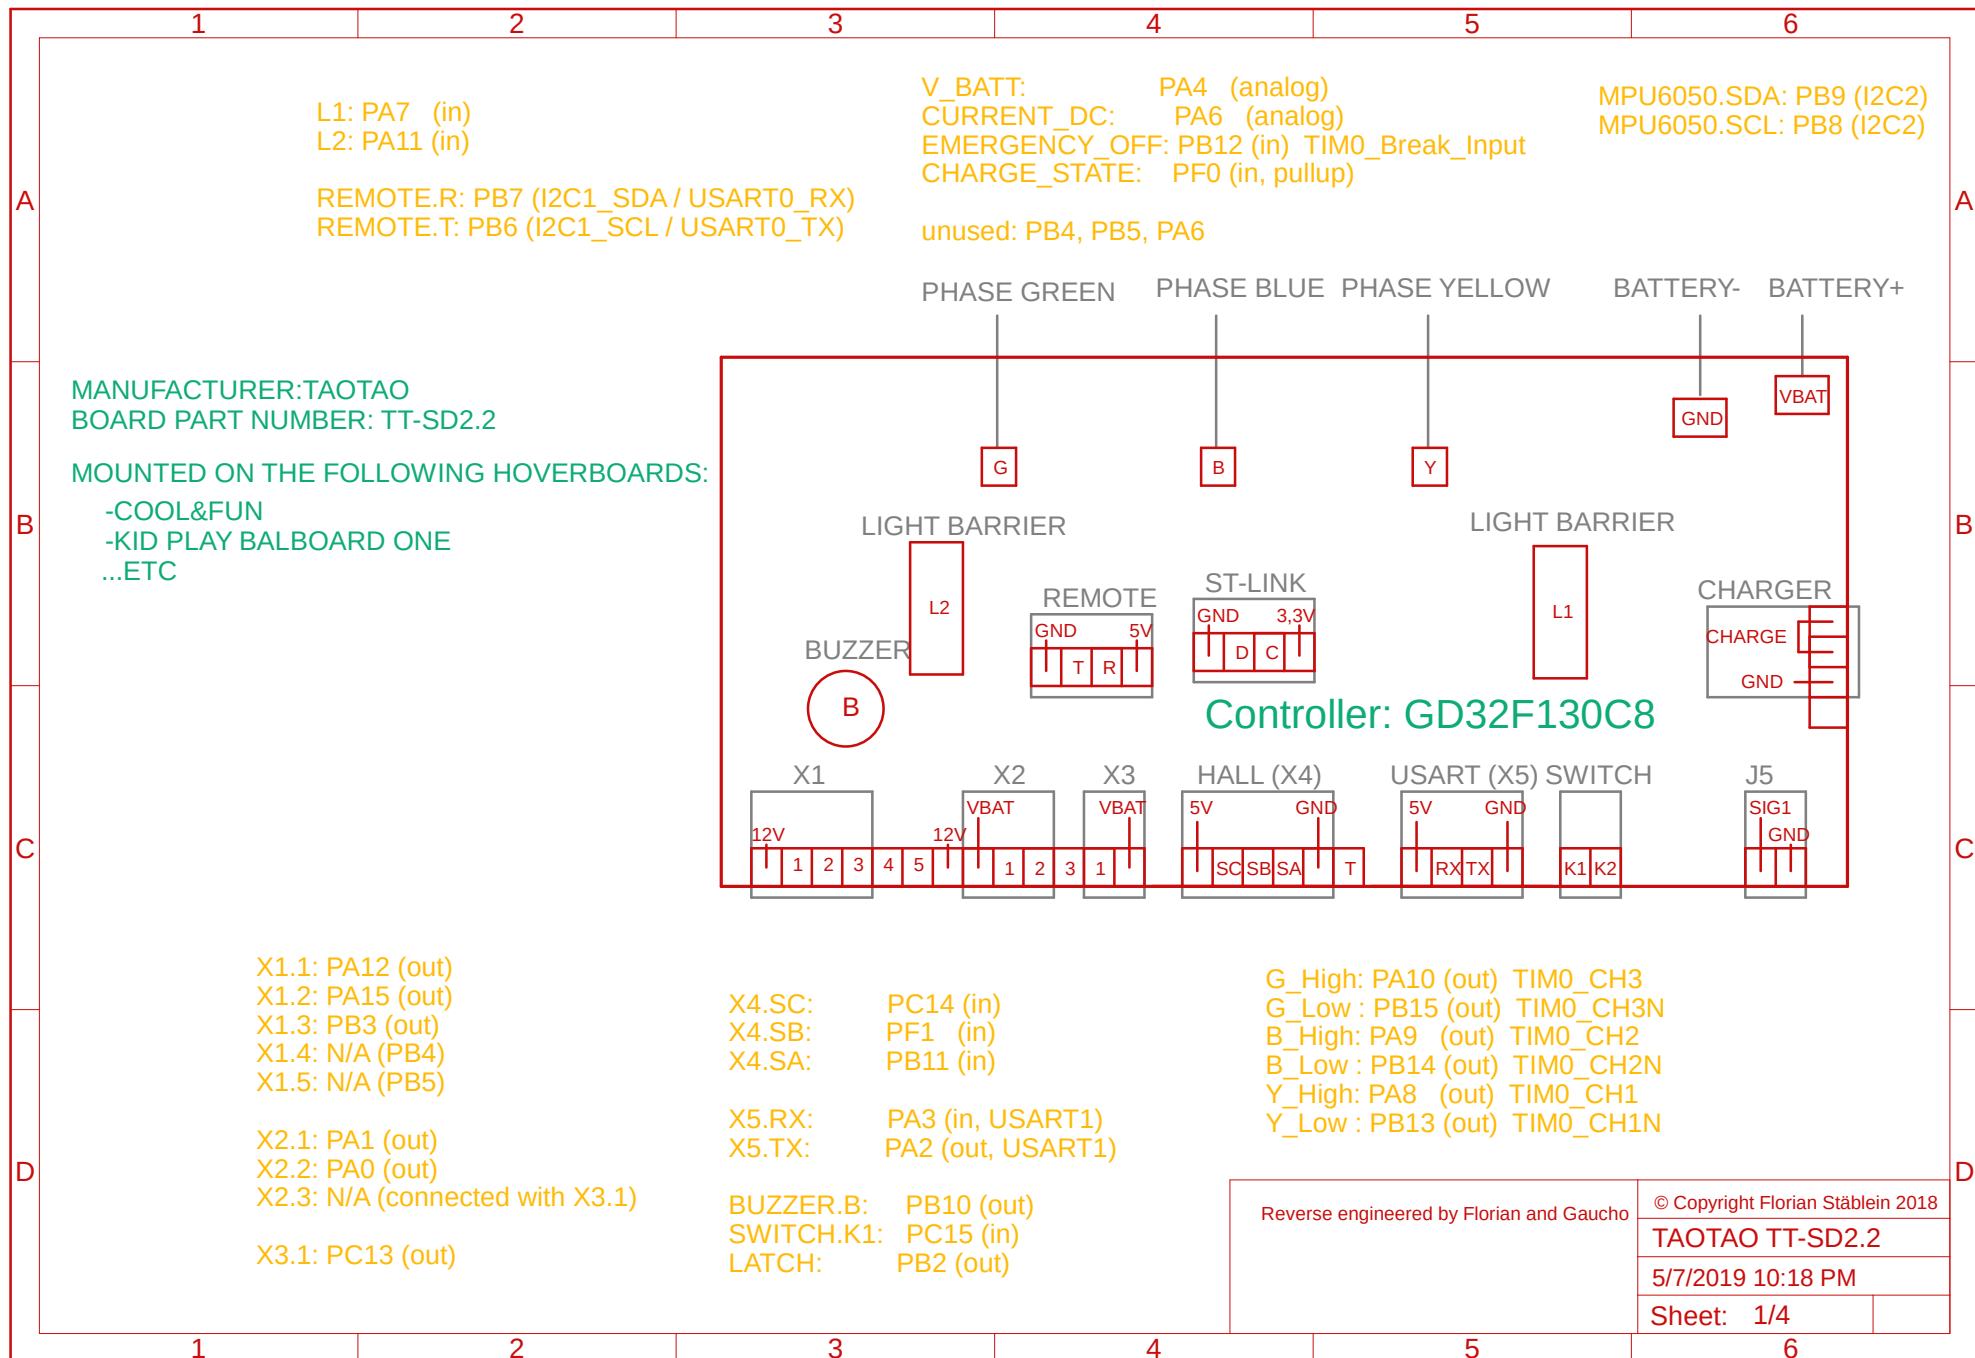 1 2 3 4 5 6
L1: PA7 (in)
L2: PA11 (in)
REMOTE.R: PB7 (I2C1_SDA / USART0_RX)
REMOTE.T: PB6 (I2C1_SCL / USART0_TX)
V_BATT: PA4 (analog)
CURRENT_DC: PA6 (analog)
EMERGENCY_OFF: PB12 (in) TIM0_Break_Input
CHARGE_STATE: PF0 (in, pullup)
unused: PB4, PB5, PA6
MPU6050.SDA: PB9 (I2C2)
MPU6050.SCL: PB8 (I2C2)
A A
PHASE GREEN PHASE BLUE PHASE YELLOW BATTERY- BATTERY+
MANUFACTURER:TAOTAO
BOARD PART NUMBER: TT-SD2.2
MOUNTED ON THE FOLLOWING HOVERBOARDS:
-COOL&FUN
-KID PLAY BALBOARD ONE
...ETC
VBAT
GND
G B Y
B B
LIGHT BARRIER LIGHT BARRIER
L2
L1
REMOTE
GND 5V
T R
ST-LINK
GND 3,3V
D C
CHARGER
CHARGE
GND
BUZZER
B
Controller: GD32F130C8
X1 X2 X3 HALL (X4) USART (X5) SWITCH J5
VBAT VBAT 5V GND 5V GND SIG1
12V 12V GND
1 2 3 4 5 1 2 3 1 SC SB SA T RX TX K1 K2
C C
X1.1: PA12 (out)
X1.2: PA15 (out)
X1.3: PB3 (out)
X1.4: N/A (PB4)
X1.5: N/A (PB5)
X2.1: PA1 (out)
X2.2: PA0 (out)
X2.3: N/A (connected with X3.1)
X3.1: PC13 (out)
X4.SC: PC14 (in)
X4.SB: PF1 (in)
X4.SA: PB11 (in)
X5.RX: PA3 (in, USART1)
X5.TX: PA2 (out, USART1)
BUZZER.B: PB10 (out)
SWITCH.K1: PC15 (in)
LATCH: PB2 (out)
G_High: PA10 (out) TIM0_CH3
G_Low : PB15 (out) TIM0_CH3N
B_High: PA9 (out) TIM0_CH2
B_Low : PB14 (out) TIM0_CH2N
Y_High: PA8 (out) TIM0_CH1
Y_Low : PB13 (out) TIM0_CH1N
D D
Reverse engineered by Florian and Gaucho
© Copyright Florian Stäblein 2018
TAOTAO TT-SD2.2
5/7/2019 10:18 PM
Sheet: 1/4
1 2 3 4 5 6